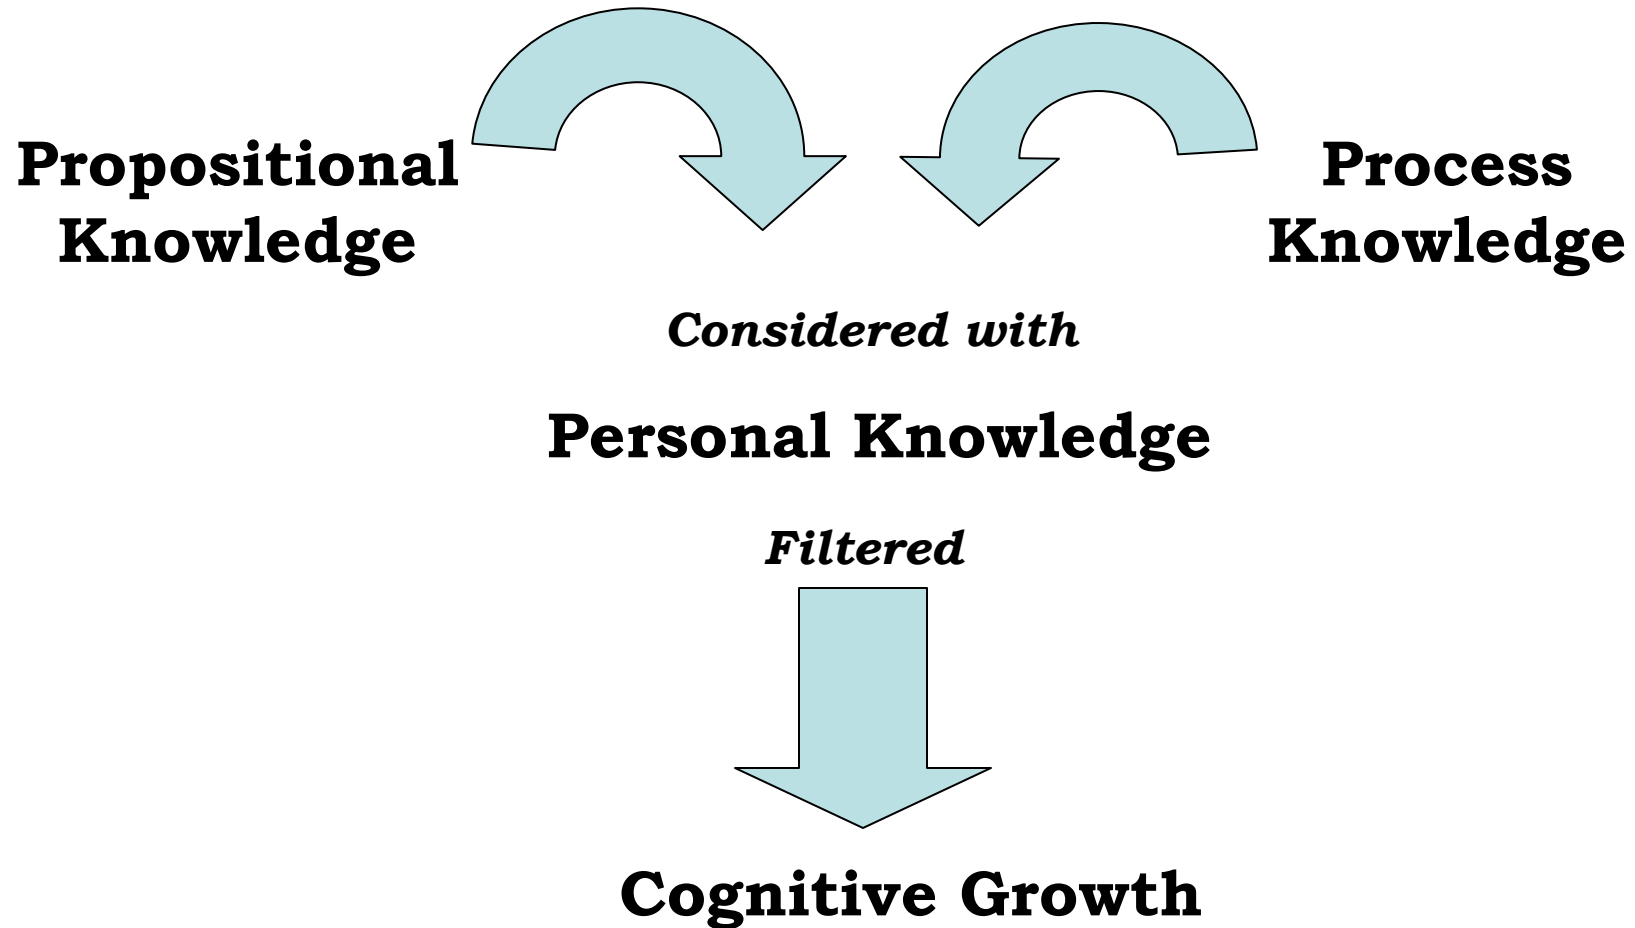 Propositional
Knowledge
Process
Knowledge
Considered with
Personal Knowledge
Filtered
Cognitive Growth